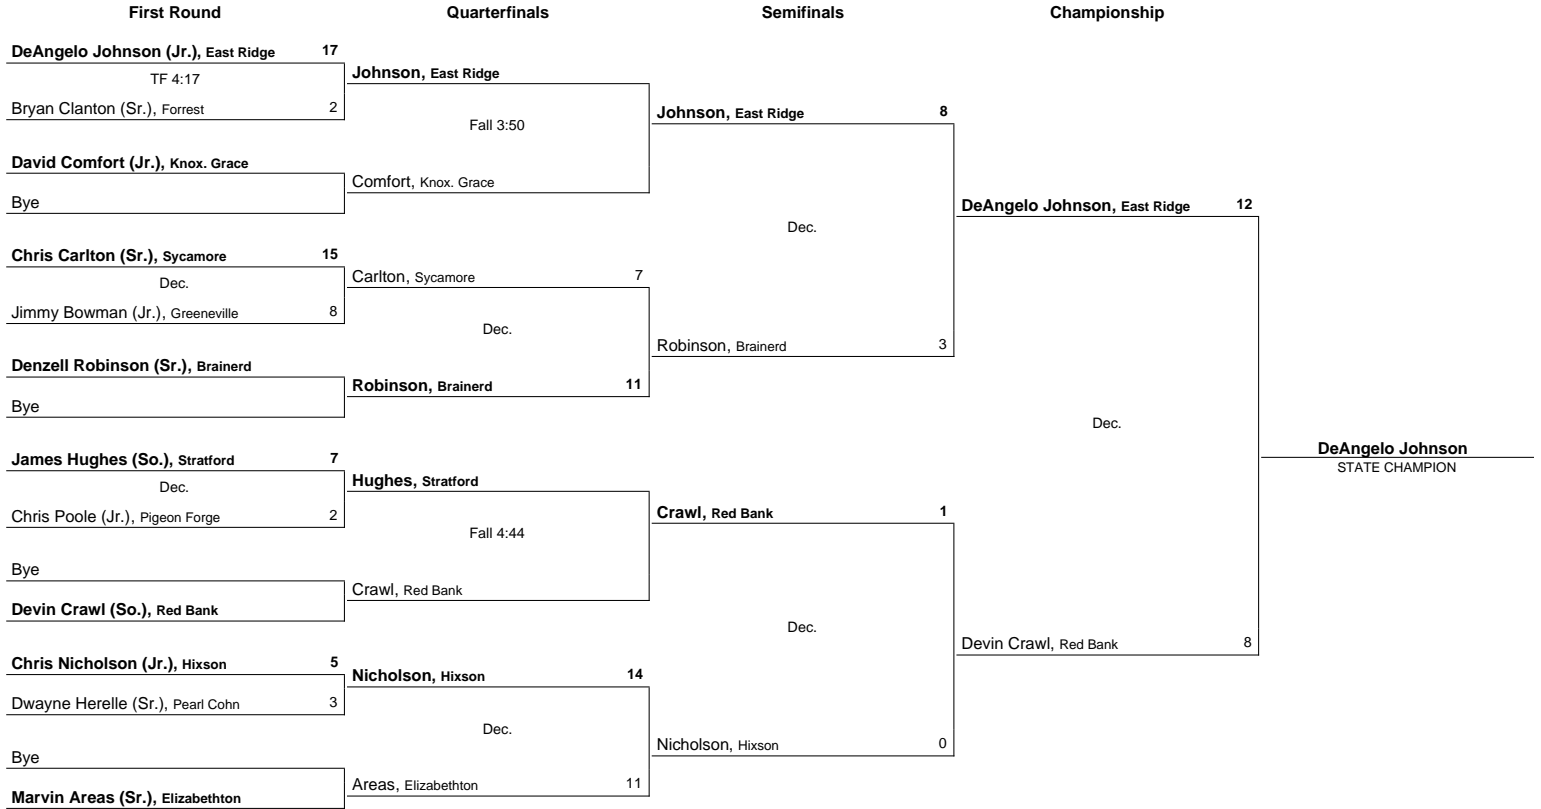 First Round
Quarterfinals
Semifinals
Championship
DeAngelo Johnson (Jr.), East Ridge 17
TF 4:17
Bryan Clanton (Sr.), Forrest 2
David Comfort (Jr.), Knox. Grace
Bye
Chris Carlton (Sr.), Sycamore 15
Dec.
Jimmy Bowman (Jr.), Greeneville 8
Denzell Robinson (Sr.), Brainerd
Bye
James Hughes (So.), Stratford 7
Dec.
Chris Poole (Jr.), Pigeon Forge 2
Bye
Devin Crawl (So.), Red Bank
Chris Nicholson (Jr.), Hixson 5
Dwayne Herelle (Sr.), Pearl Cohn 3
Bye
Marvin Areas (Sr.), Elizabethton
Johnson, East Ridge
Fall 3:50
Comfort, Knox. Grace
Carlton, Sycamore 7
Dec.
Robinson, Brainerd 11
Hughes, Stratford
Fall 4:44
Crawl, Red Bank
Nicholson, Hixson 14
Dec.
Areas, Elizabethton 11
Johnson, East Ridge 8
Dec.
Robinson, Brainerd 3
Crawl, Red Bank 1
Dec.
Nicholson, Hixson 0
DeAngelo Johnson, East Ridge 12
Dec.
Devin Crawl, Red Bank 8
DeAngelo Johnson
STATE CHAMPION